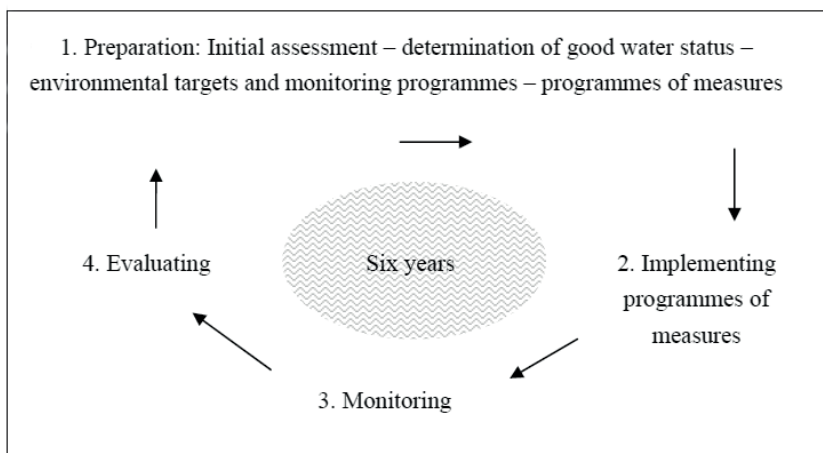 1. Preparation: Initial assessment – determination of good water status –
environmental targets and monitoring programmes – programmes of measures
4. Evaluating
Six years
2. Implementing
programmes of
measures
3. Monitoring